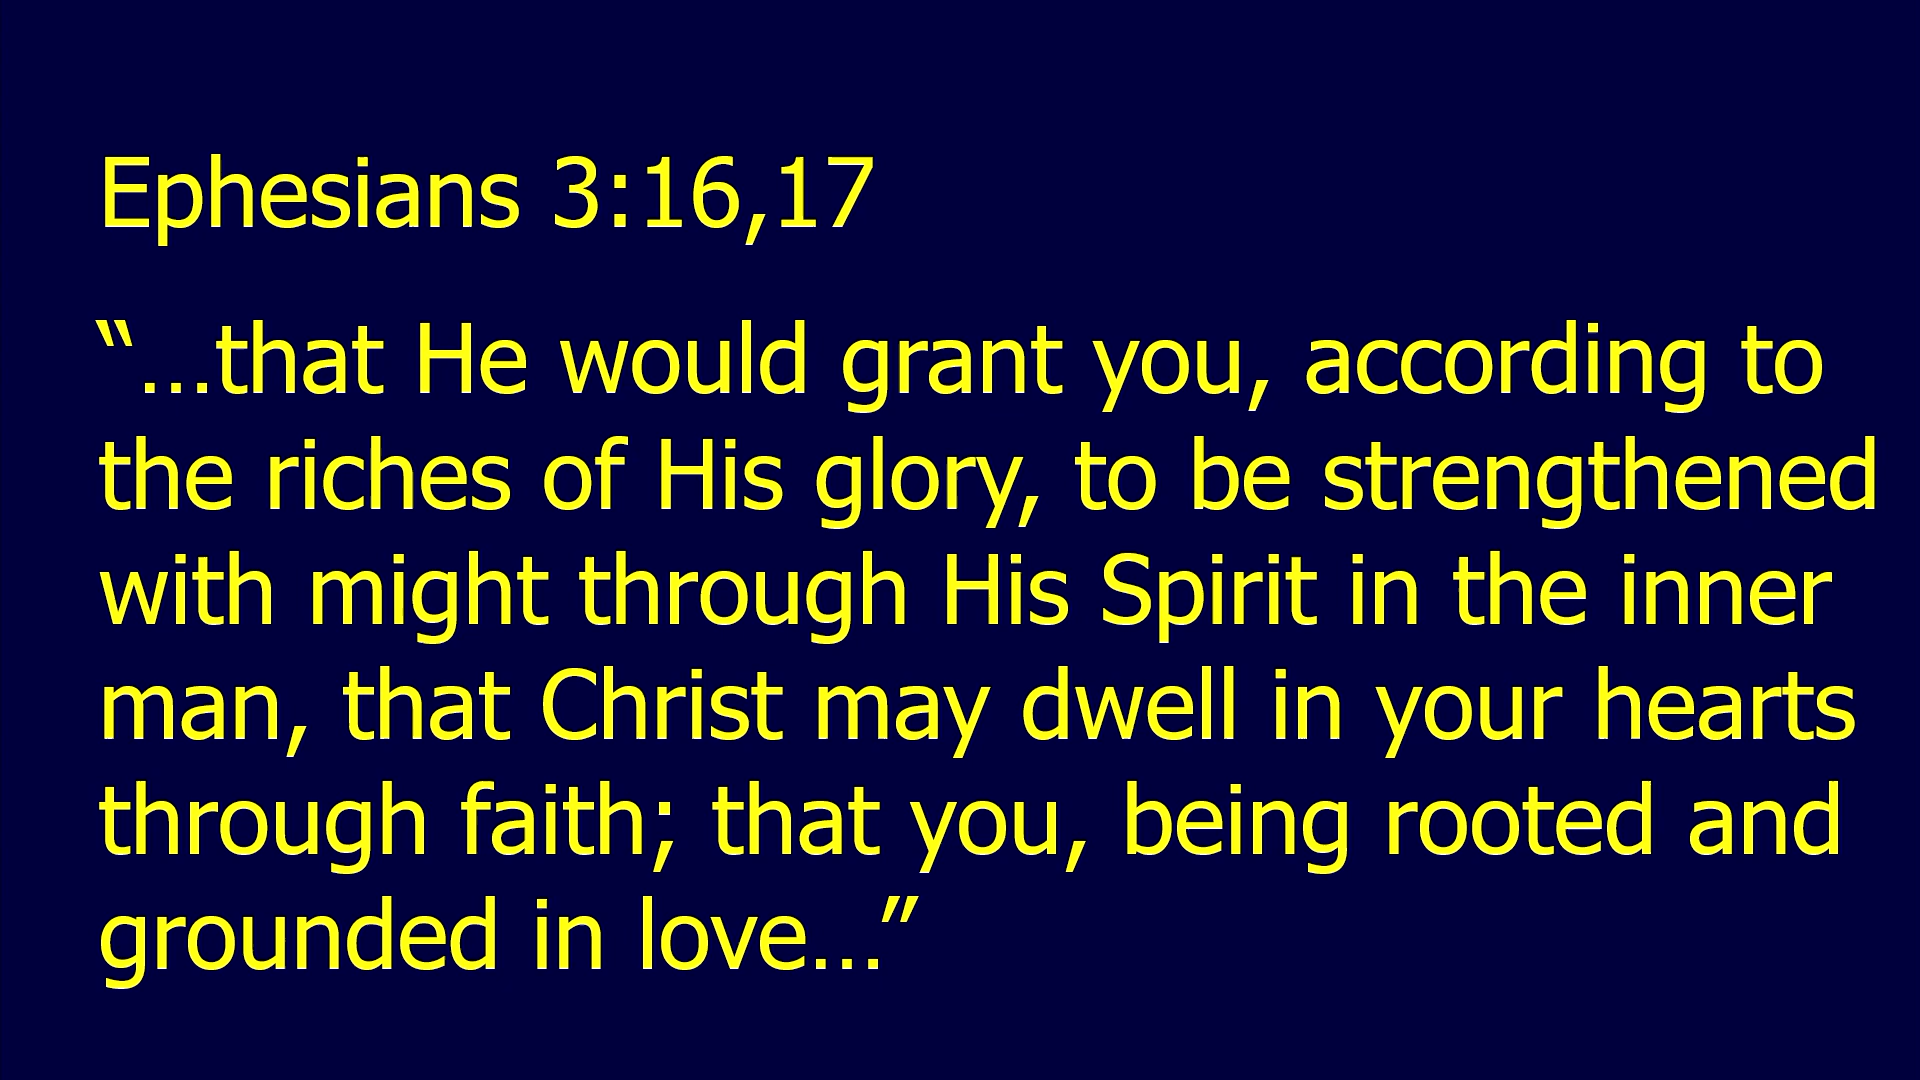 Ephesians 3:16,17
“…that He would grant you, according to
the riches of His glory, to be strengthened
with might through His Spirit in the inner
man, that Christ may dwell in your hearts
through faith; that you, being rooted and
grounded in love…”